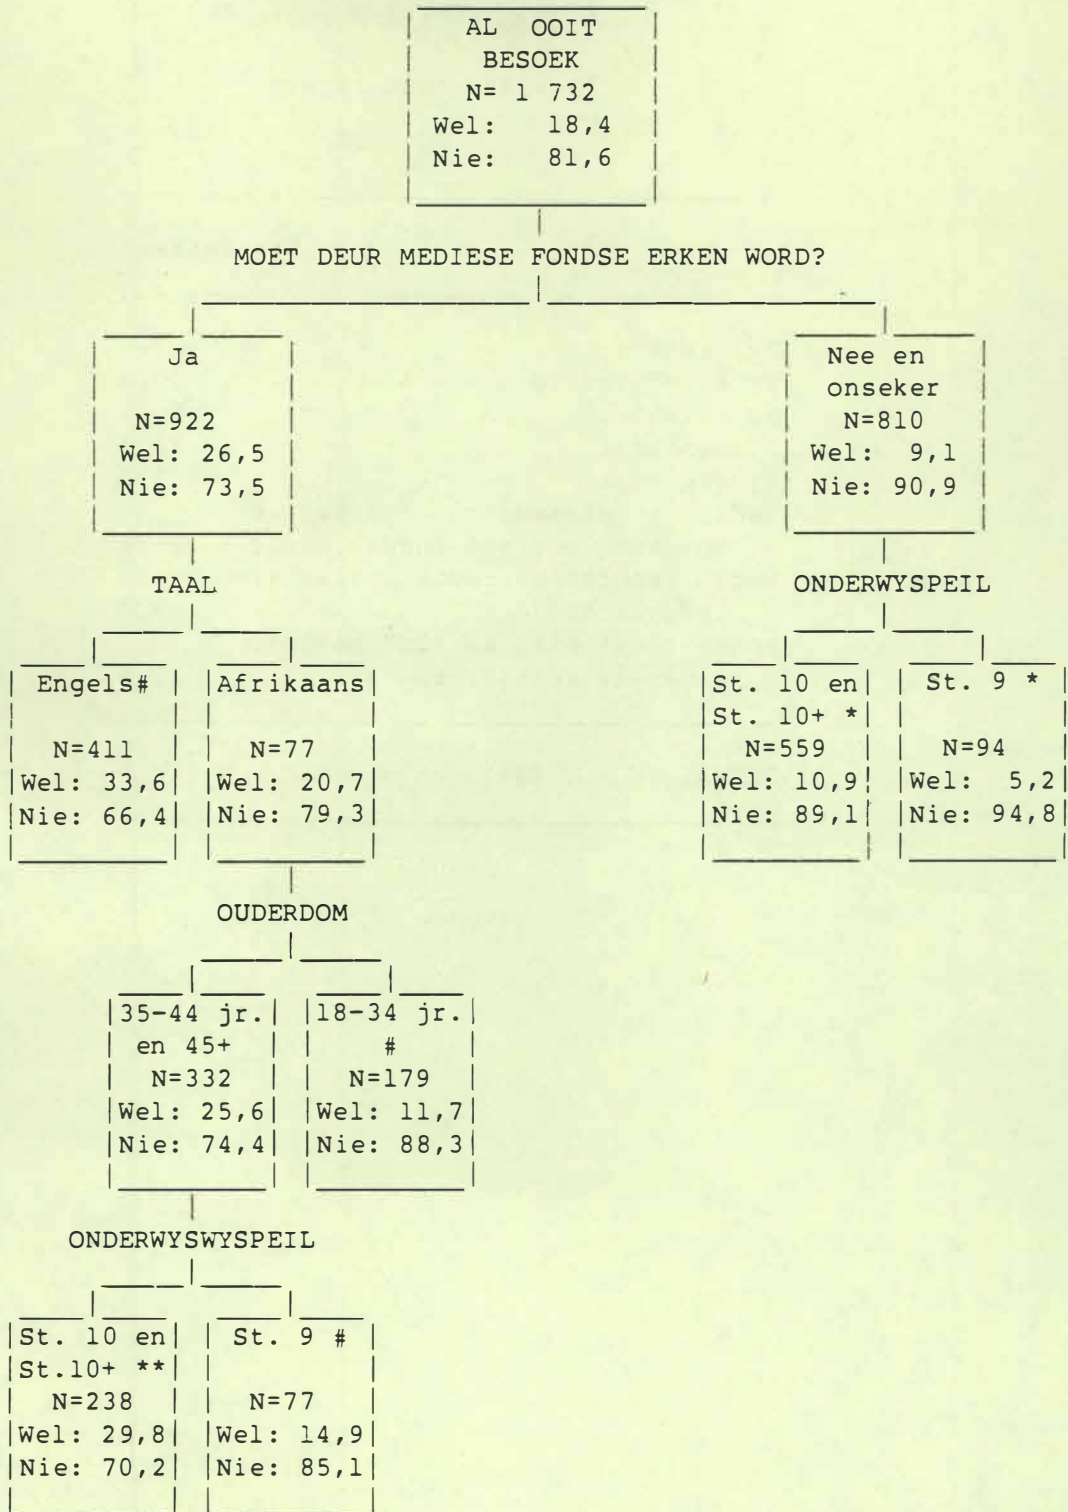 AL OOIT
BESOEK
N= 1 732
Wel: 18,4
Nie: 81,6
MOET DEUR MEDIESE FONDSE ERKEN WORD?
Ja
N=922
Wel: 26,5
Nie: 73,5
Nee en
onseker
N=810
Wel: 9,1
Nie: 90,9
TAAL
ONDERWYSPEIL
Engels#
N=411
Wel: 33,6
Nie: 66,4
Afrikaans
N=77
Wel: 20,7
Nie: 79,3
St. 10 en
St. 10+ *
N=559
Wel: 10,9
Nie: 89,1
St. 9 *
N=94
Wel: 5,2
Nie: 94,8
OUDERDOM
35-44 jr.
en 45+
N=332
Wel: 25,6
Nie: 74,4
18-34 jr.
#
N=179
Wel: 11,7
Nie: 88,3
ONDERWYSWYSPEIL
St. 10 en
St.10+ **
N=238
Wel: 29,8
Nie: 70,2
St. 9 #
N=77
Wel: 14,9
Nie: 85,1